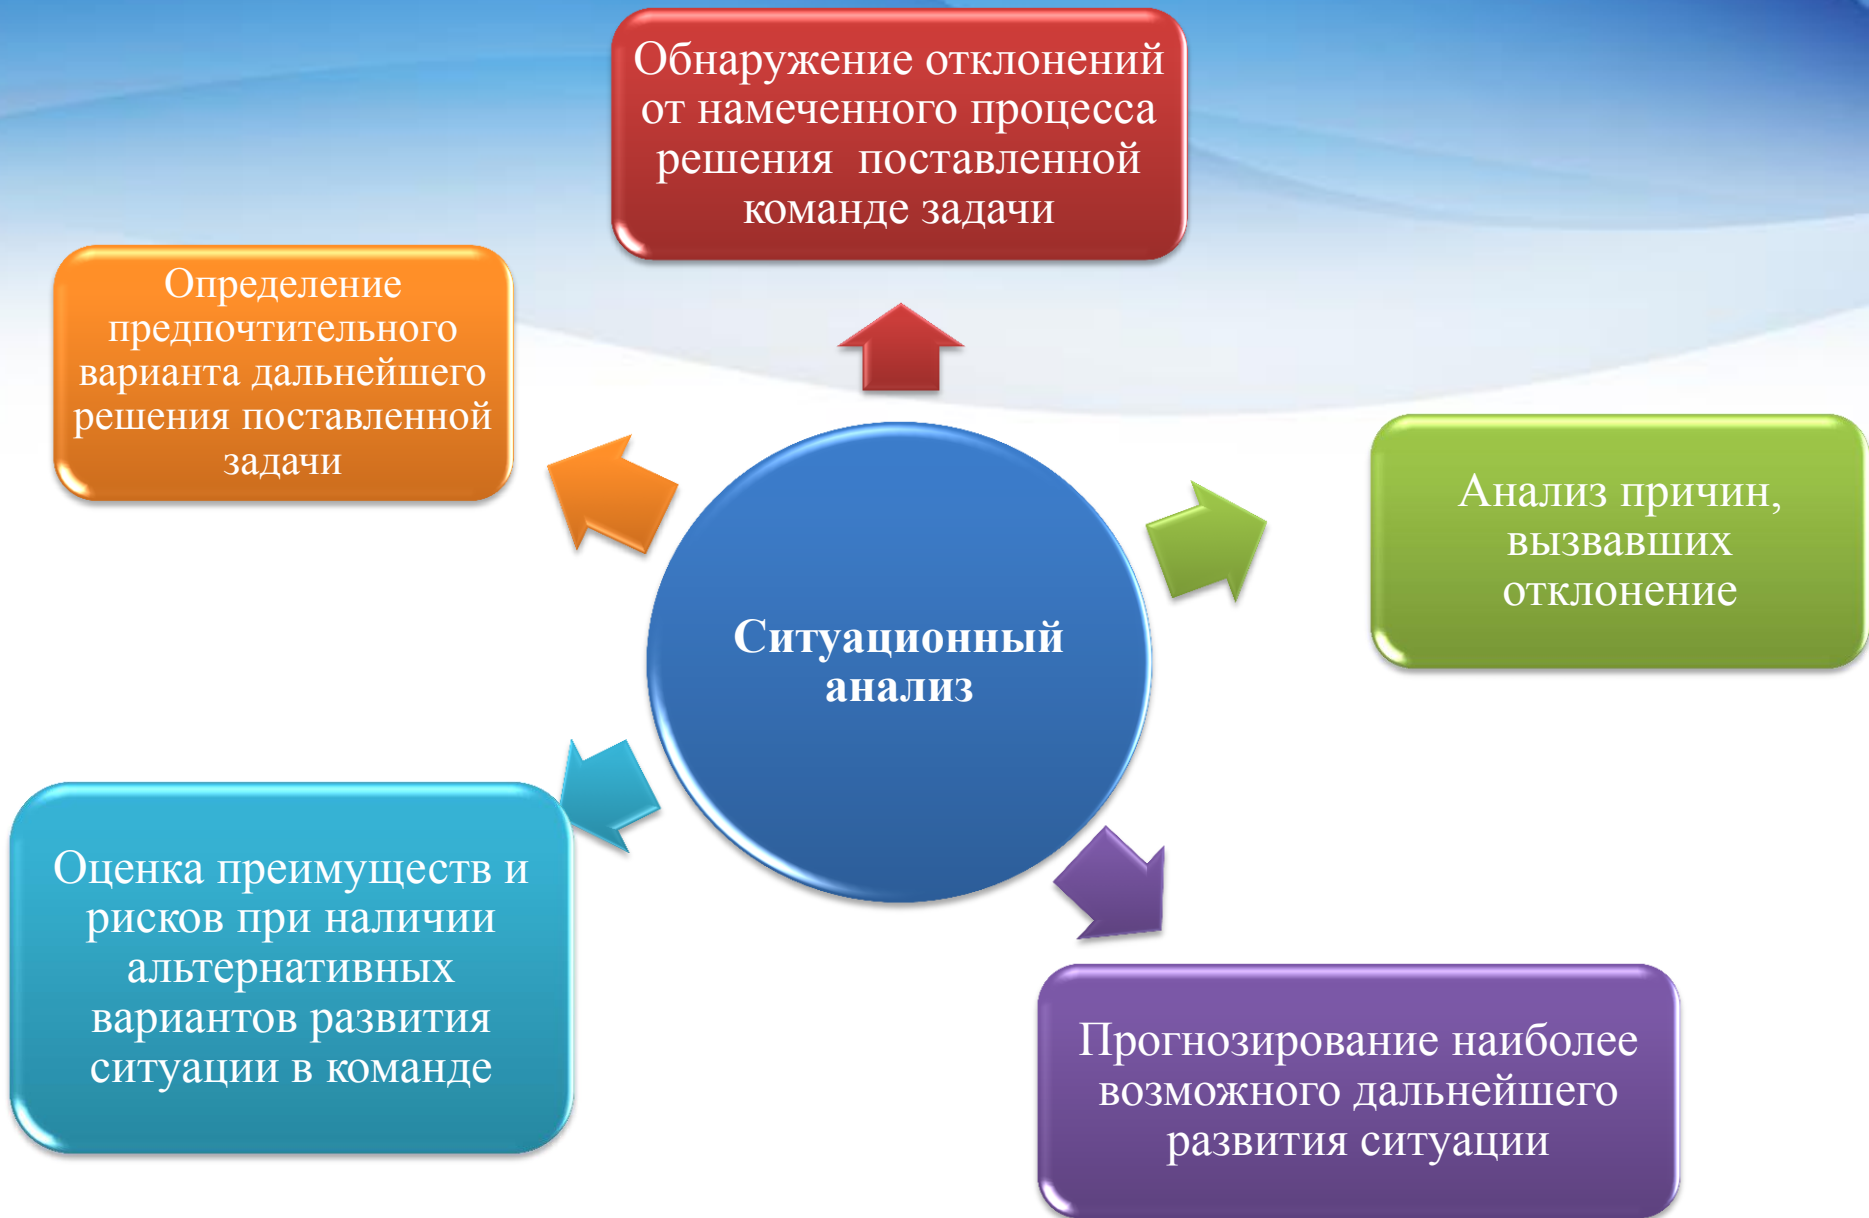 Обнаружение отклонений
от намеченного процесса
решения  поставленной
команде задачи
Определение
предпочтительного
варианта дальнейшего
решения поставленной
задачи
Анализ причин,
вызвавших
отклонение
Ситуационный
анализ
Оценка преимуществ и
рисков при наличии
альтернативных
вариантов развития
ситуации в команде
Прогнозирование наиболее
возможного дальнейшего
развития ситуации